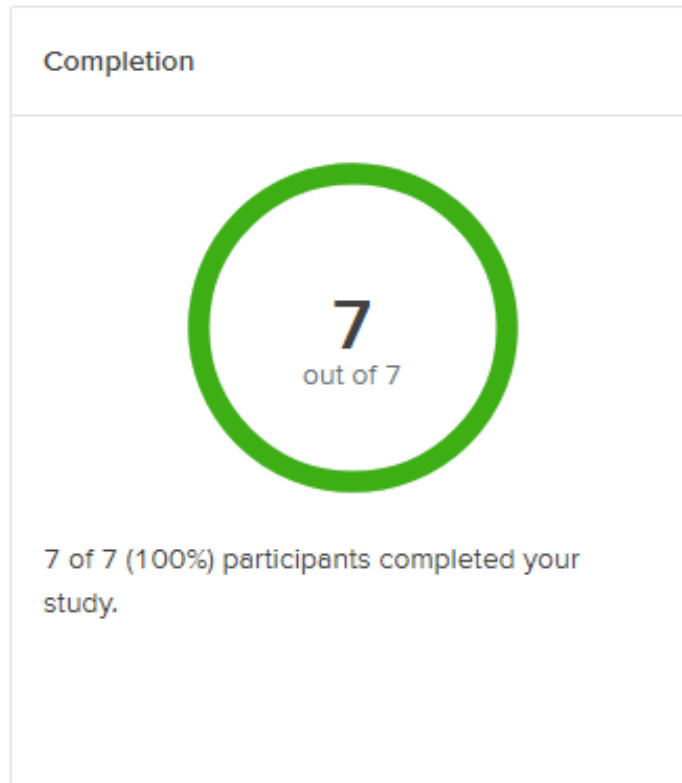 Completion
7
out of 7
7 of 7 (100%) participants completed your
study.